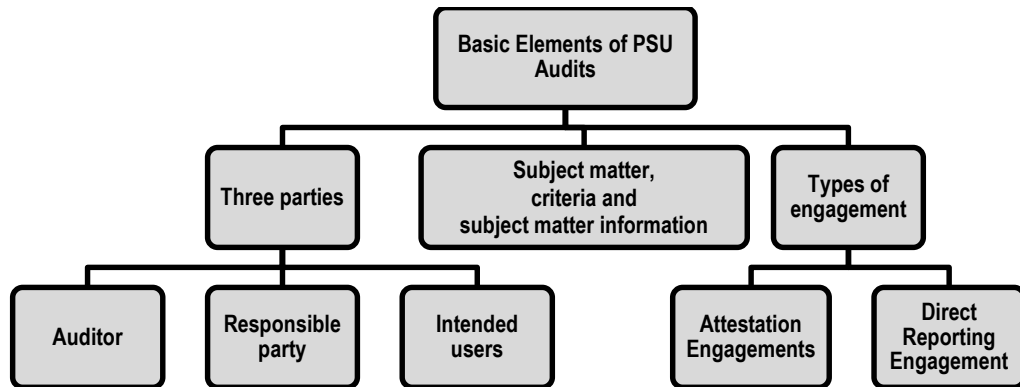 Basic Elements of PSU
Audits
Three parties
Subject matter,
criteria and
subject matter information
Types of
engagement
Auditor
Responsible
party
Intended
users
Attestation
Engagements
Direct
Reporting
Engagement